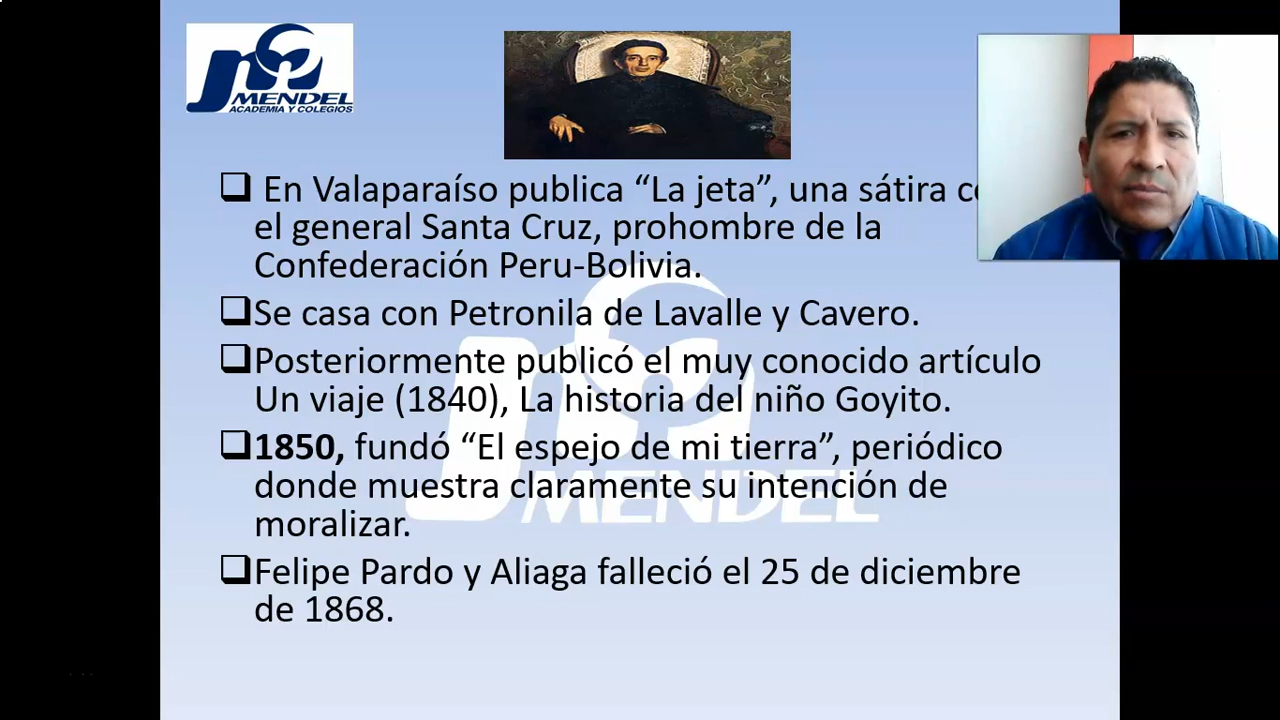 MENDEL
ACADEMIA Y COLEGIOS
En Valaparaíso publica “La jeta”, una sátira
el general Santa Cruz, prohombre de la
Confederación Peru-Bolivia.
Se casa con Petronila de Lavalle y Cavero.
Posteriormente publicó el muy conocido artículo
Un viaje (1840), La historia del niño Goyito.
1850, fundó “El espejo de mi tierra”, periódico
donde muestra claramente su intención de
moralizar.
Felipe Pardo y Aliaga falleció el 25 de diciembre
de 1868.
MENDEL